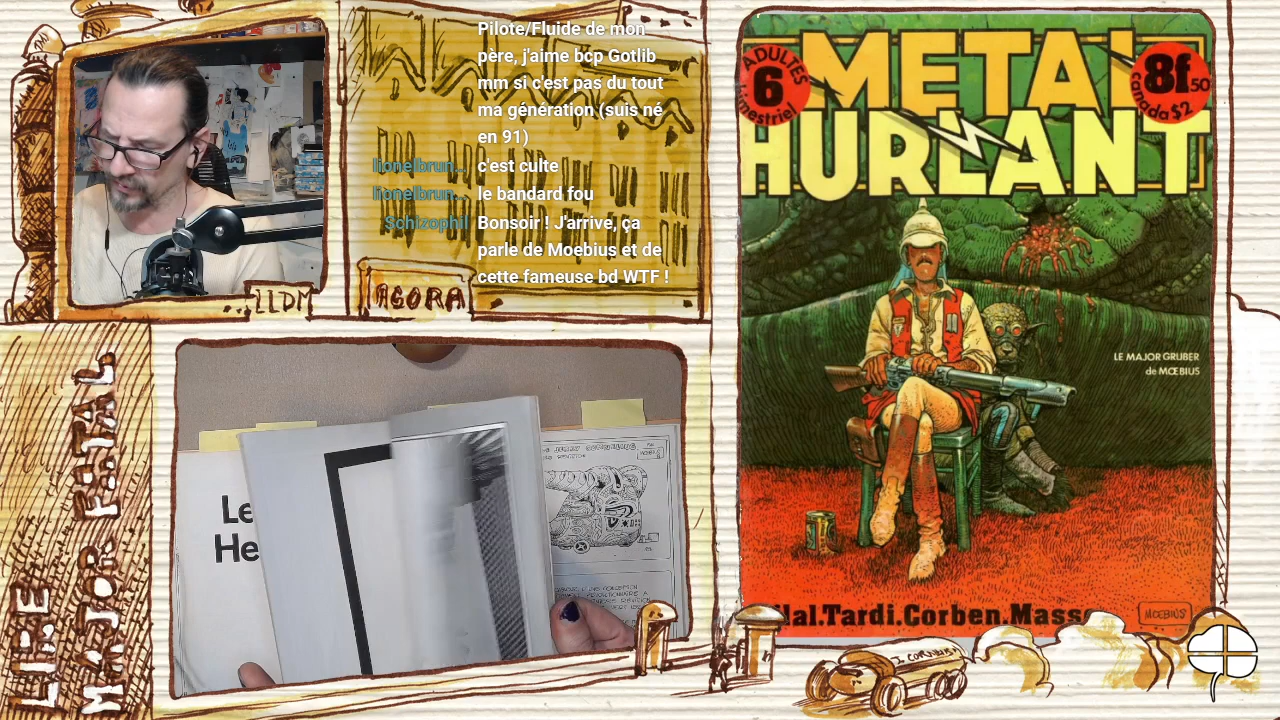 Pilote/Fluide de mon
père, j'aime bcp Gotlib
mm si c'est pas du tout
ma génération (suis né
en 91)
lionelbrun... c'est culte
lionelbrun... le bandard fou
Schizophil Bonsoir ! J'arrive, ça
parle de Moebius et de
cette fameuse bd WTF !
LLDM
AGORA
LIRE
MAJOR FATAL
Le
He
METAL
HURLANT
ADULTES
6
8f50
Canada $2
LE MAJOR GRUBER
de MŒBIUS
al.Tardi.Corben.Masse
MŒBIUS